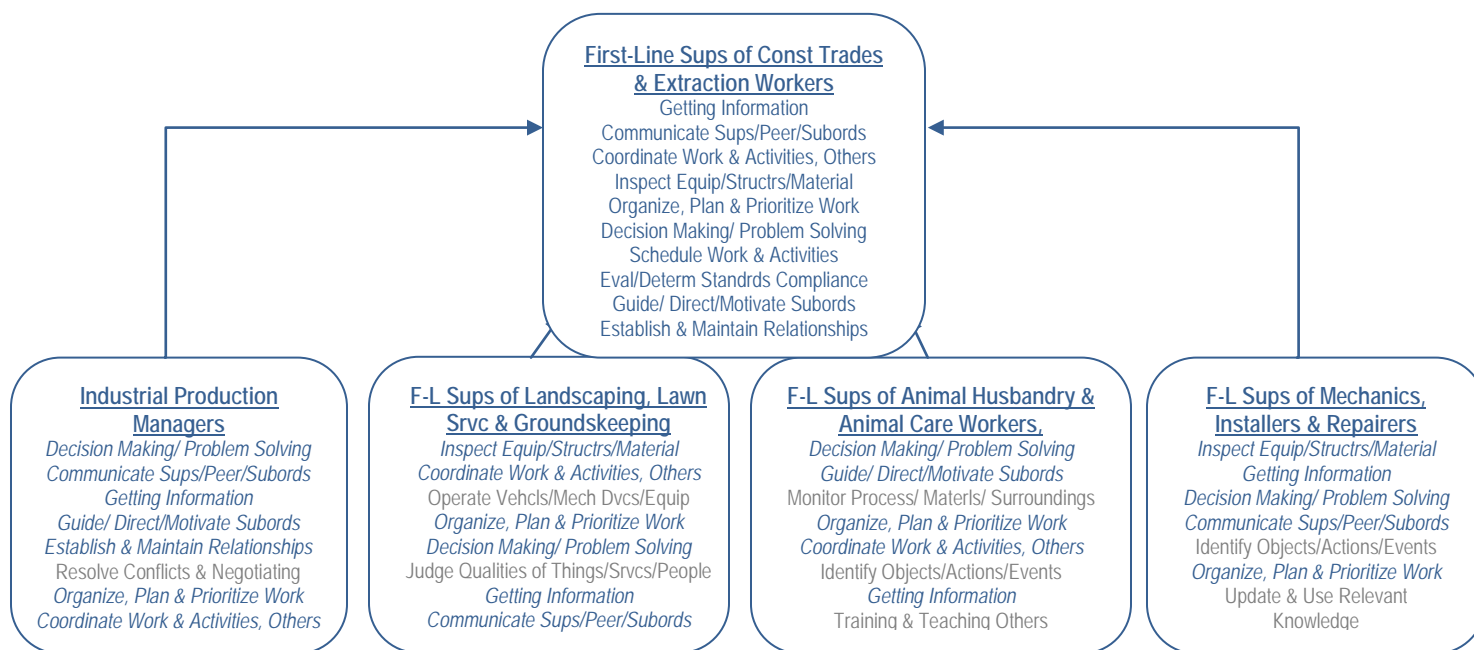 First-Line Sups of Const Trades
& Extraction Workers
Getting Information
Communicate Sups/Peer/Subords
Coordinate Work & Activities, Others
Inspect Equip/Structrs/Material
Organize, Plan & Prioritize Work
Decision Making/ Problem Solving
Schedule Work & Activities
Eval/Determ Standrds Compliance
Guide/ Direct/Motivate Subords
Establish & Maintain Relationships
Industrial Production
Managers
Decision Making/ Problem Solving
Communicate Sups/Peer/Subords
Getting Information
Guide/ Direct/Motivate Subords
Establish & Maintain Relationships
Resolve Conflicts & Negotiating
Organize, Plan & Prioritize Work
Coordinate Work & Activities, Others
F-L Sups of Landscaping, Lawn
Srvc & Groundskeeping
Inspect Equip/Structrs/Material
Coordinate Work & Activities, Others
Operate Vehcls/Mech Dvcs/Equip
Organize, Plan & Prioritize Work
Decision Making/ Problem Solving
Judge Qualities of Things/Srvcs/People
Getting Information
Communicate Sups/Peer/Subords
F-L Sups of Animal Husbandry &
Animal Care Workers,
Decision Making/ Problem Solving
Guide/ Direct/Motivate Subords
Monitor Process/ Materls/ Surroundings
Organize, Plan & Prioritize Work
Coordinate Work & Activities, Others
Identify Objects/Actions/Events
Getting Information
Training & Teaching Others
F-L Sups of Mechanics,
Installers & Repairers
Inspect Equip/Structrs/Material
Getting Information
Decision Making/ Problem Solving
Communicate Sups/Peer/Subords
Identify Objects/Actions/Events
Organize, Plan & Prioritize Work
Update & Use Relevant
Knowledge